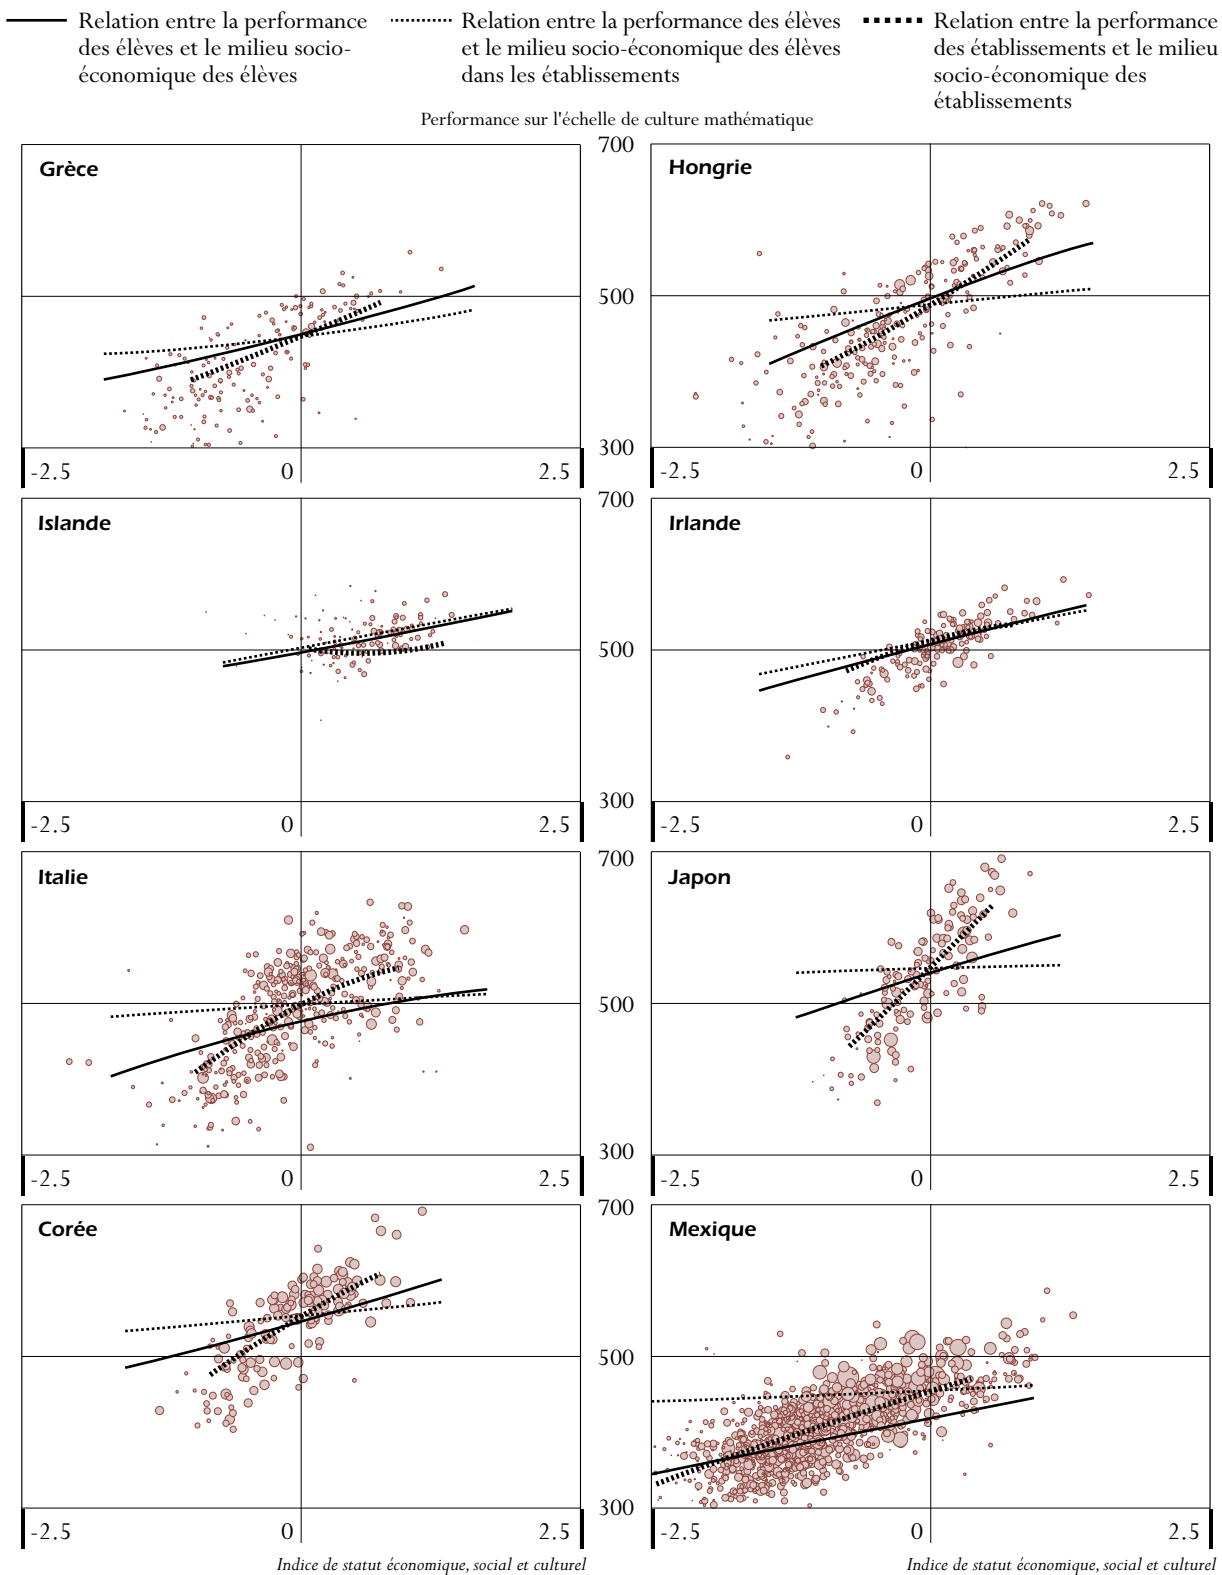 Relation entre la performance
des élèves et le milieu socio-
économique des élèves
Relation entre la performance des élèves
et le milieu socio-économique des élèves
dans les établissements
Relation entre la performance
des établissements et le milieu
socio-économique des
établissements
Performance sur l'échelle de culture mathématique
Grèce
700
Hongrie
500
300
-2.5 0 2.5
-2.5 0 2.5
Islande
700
Irlande
500
300
-2.5 0 2.5
-2.5 0 2.5
Italie
700
Japon
500
300
-2.5 0 2.5
-2.5 0 2.5
Corée
700
Mexique
500
300
-2.5 0 2.5
-2.5 0 2.5
Indice de statut économique, social et culturel
Indice de statut économique, social et culturel